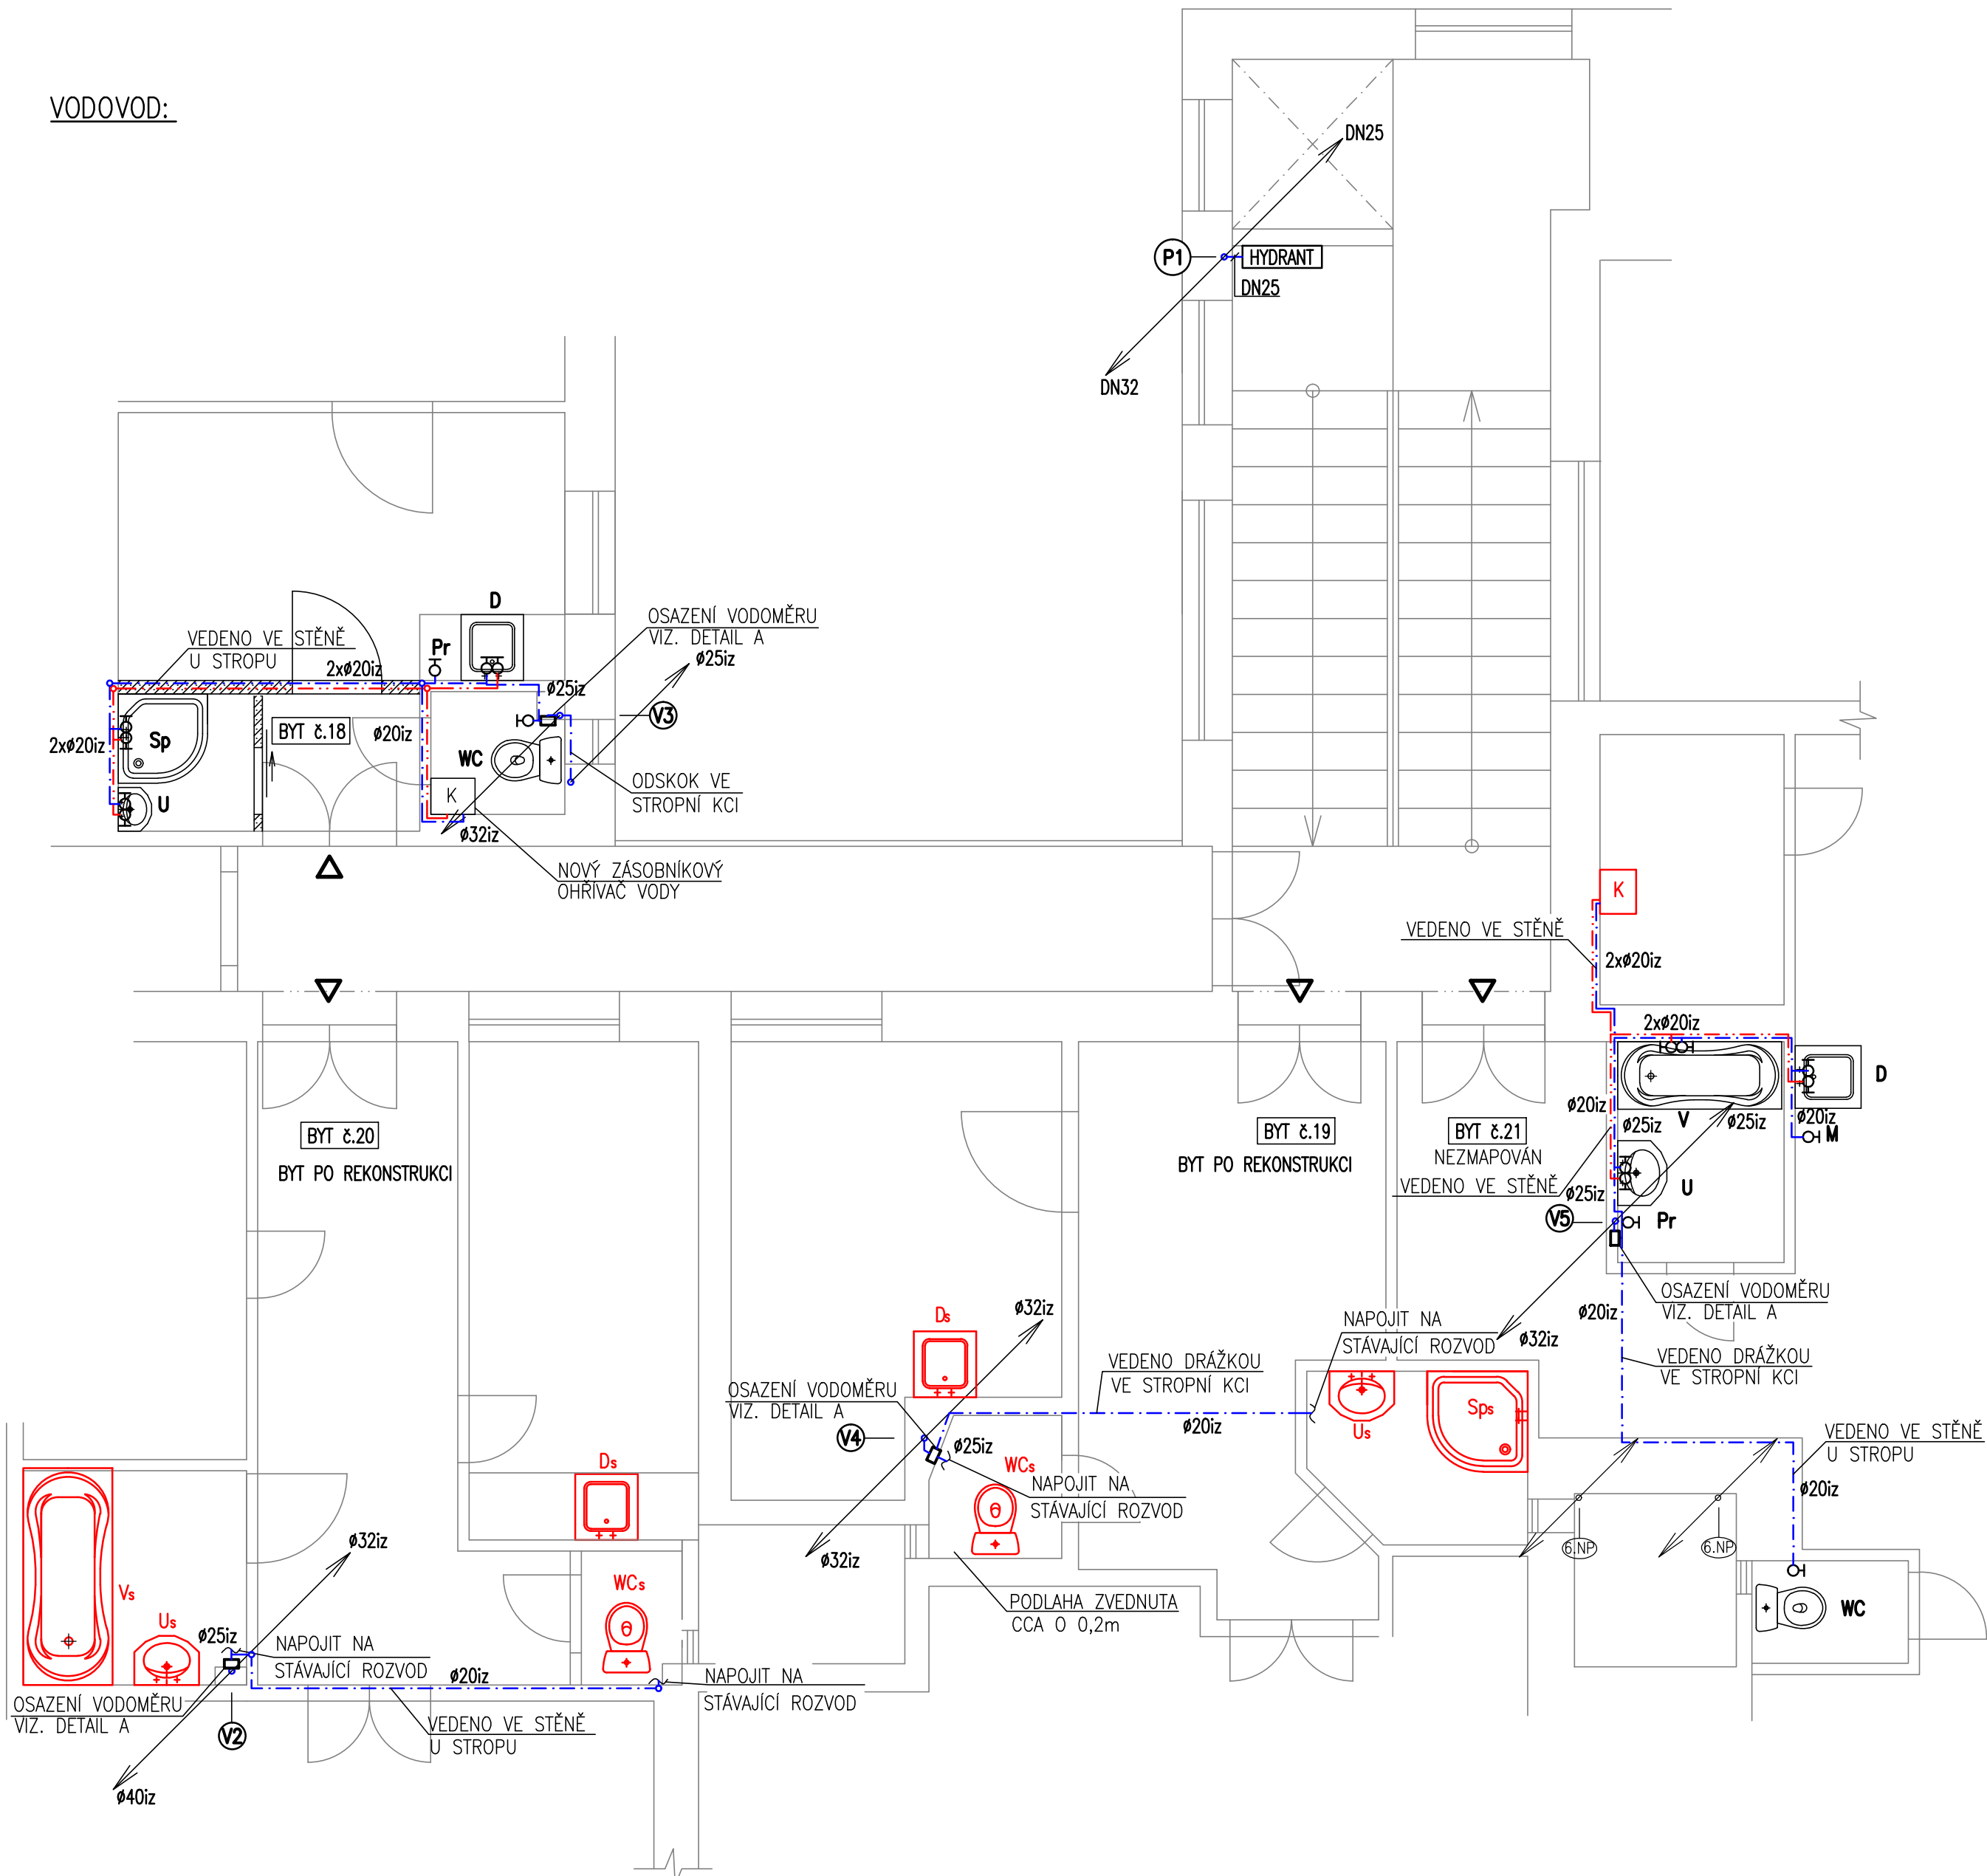 VODOVOD:
DN25
P1
HYDRANT
DN25
DN32
D
OSAZENÍ VODOMĚRU
VIZ. DETAIL A
VEDENO VE STĚNĚ
U STROPU
Pr
2xø20iz
ø25iz
ø25iz
V3
BYT č.18
ø20iz
2xø20iz
Sp
WC
ODSKOK VE
STROPNÍ KCI
K
U
ø32iz
NOVÝ ZÁSOBNÍKOVÝ
OHŘÍVAČ VODY
K
VEDENO VE STĚNĚ
2xø20iz
2xø20iz
D
ø20iz
V
ø25iz
ø25iz
ø20iz
M
BYT č.20
BYT PO REKONSTRUKCI
BYT č.19
BYT PO REKONSTRUKCI
BYT č.21
NEZMAPOVÁN
VEDENO VE STĚNĚ
ø25iz
U
V5
Pr
OSAZENÍ VODOMĚRU
VIZ. DETAIL A
ø20iz
ø32iz
Ds
ø32iz
NAPOJIT NA
STÁVAJÍCÍ ROZVOD
VEDENO DRÁŽKOU
VE STROPNÍ KCI
VEDENO DRÁŽKOU
VE STROPNÍ KCI
OSAZENÍ VODOMĚRU
VIZ. DETAIL A
V4
ø25iz
ø20iz
Us
Sps
VEDENO VE STĚNĚ
U STROPU
ø20iz
Ds
WCs
NAPOJIT NA
STÁVAJÍCÍ ROZVOD
ø32iz
ø32iz
6.NP
6.NP
Vs
Us
WCs
PODLAHA ZVEDNUTA
CCA O 0,2m
WC
ø25iz
NAPOJIT NA
STÁVAJÍCÍ ROZVOD
ø20iz
NAPOJIT NA
STÁVAJÍCÍ ROZVOD
OSAZENÍ VODOMĚRU
VIZ. DETAIL A
V2
VEDENO VE STĚNĚ
U STROPU
ø40iz